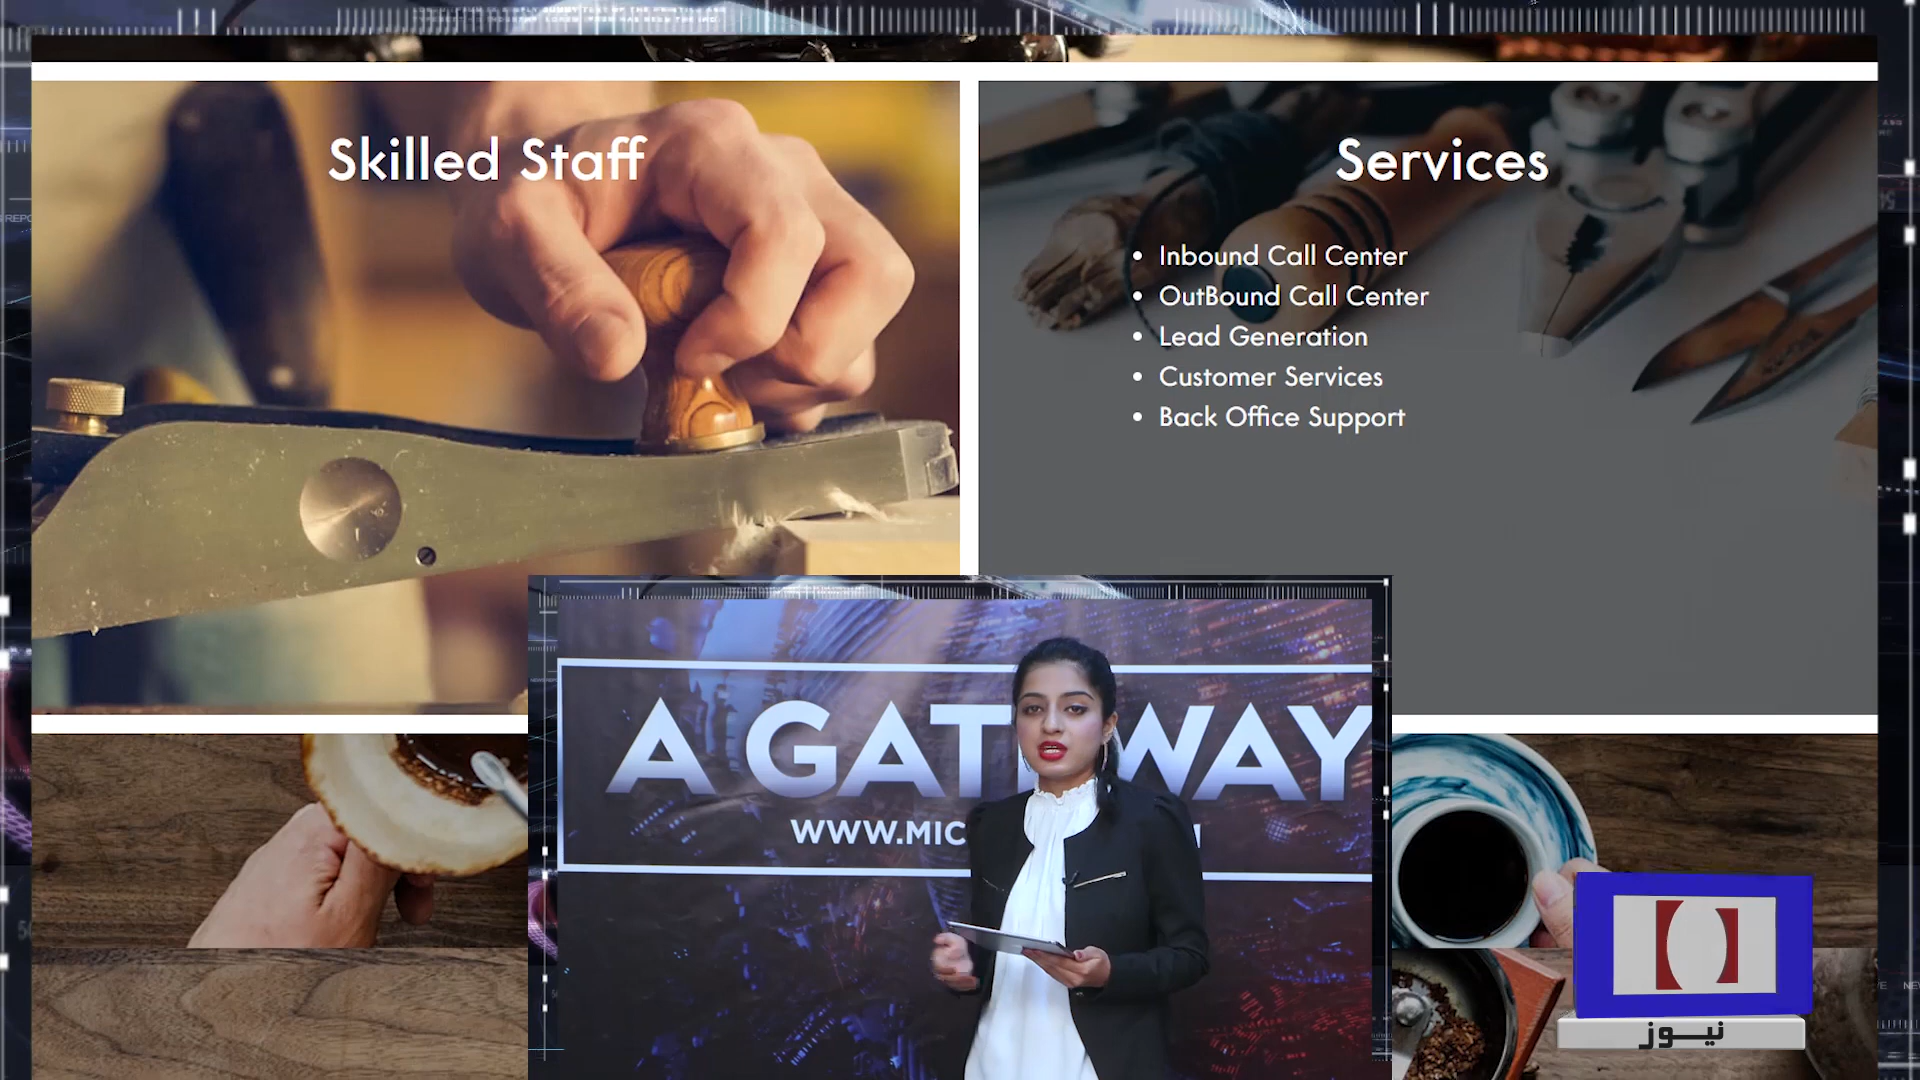 Skilled Staff
Services
Inbound Call Center
OutBound Call Center
Lead Generation
Customer Services
Back Office Support
A GATEWAY
WWW.MIC
نیوز